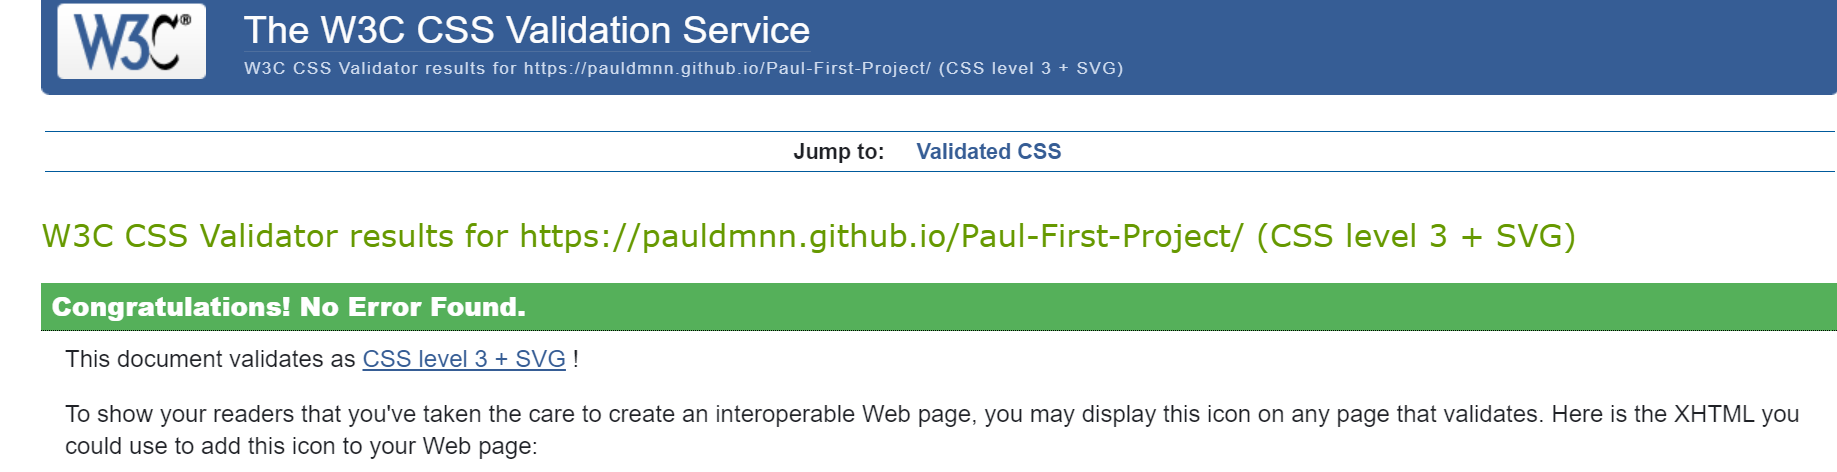 W3C®
The W3C CSS Validation Service
W3C CSS Validator results for https://pauldmnn.github.io/Paul-First-Project/ (CSS level 3 + SVG)
Jump to: Validated CSS
W3C CSS Validator results for https://pauldmnn.github.io/Paul-First-Project/ (CSS level 3 + SVG)
Congratulations! No Error Found.
This document validates as CSS level 3 + SVG !
To show your readers that you've taken the care to create an interoperable Web page, you may display this icon on any page that validates. Here is the XHTML you
could use to add this icon to your Web page: